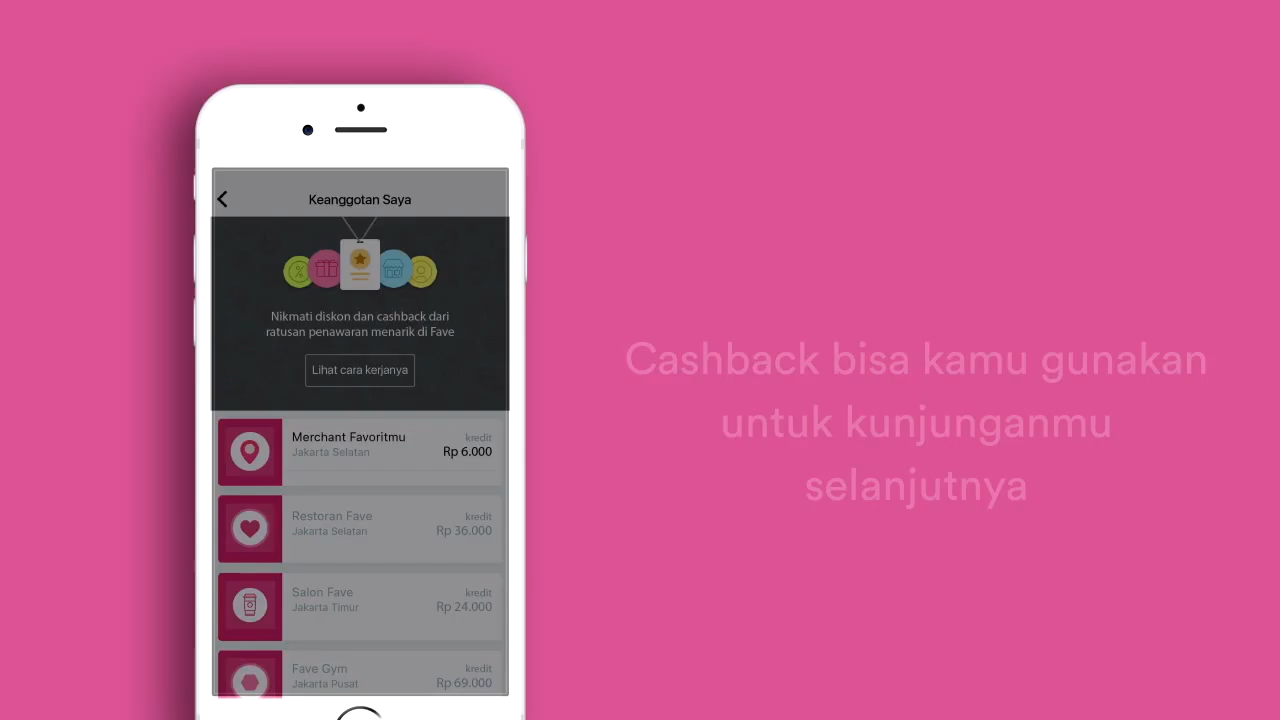 Keanggotan Saya
Nikmati diskon dan cashback dari
ratusan penawaran menarik di Fave
Lihat cara kerjanya
Merchant Favoritmu
kredit
Jakarta Selatan
Rp 6.000
Restoran Fave
kredit
Jakarta Selatan
Rp 36.000
Salon Fave
kredit
Jakarta Timur
Rp 24.000
Fave Gym
kredit
Jakarta Pusat
Rp 69.000
Cashback bisa kamu gunakan
untuk kunjunganmu
selanjutnya